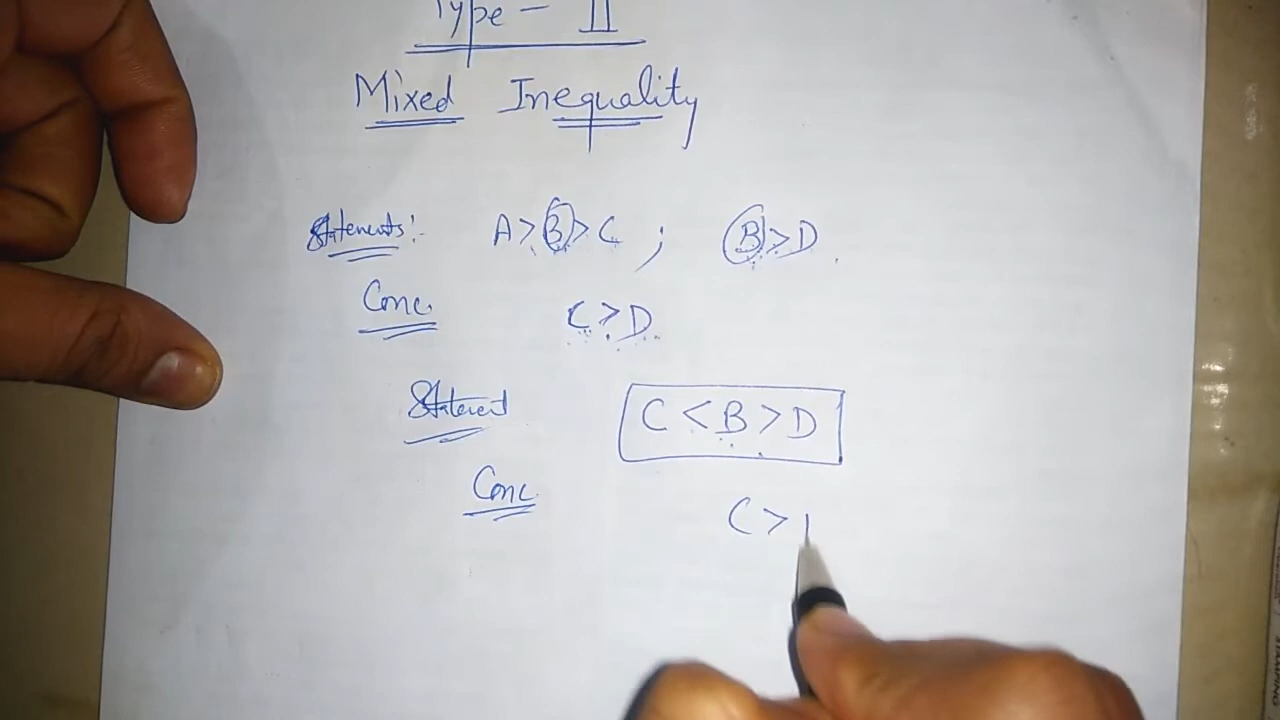 Type - II
Mixed Inequality
Statements:- A > B > C ; B > D
Conc. C > D
Statement C < B > D
Conc. C >